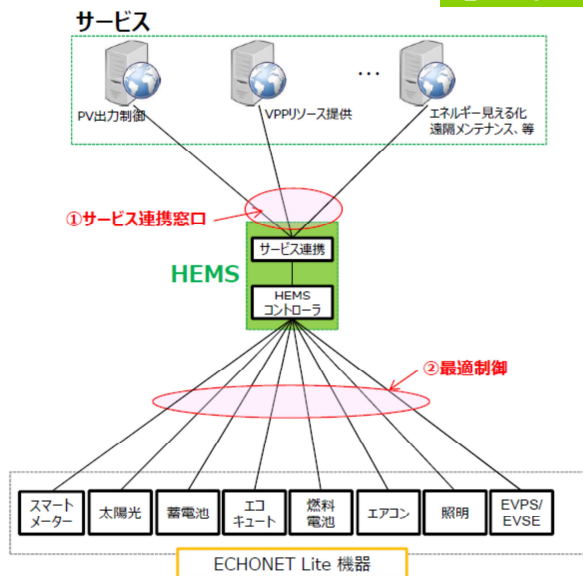 サービス
PV出力制御
VPPリソース提供
…
エネルギー見える化
遠隔メンテナンス、等
①サービス連携窓口
サービス連携
HEMS
HEMS
コントローラ
②最適制御
スマート
メーター
太陽光
蓄電池
エコ
キュート
燃料
電池
エアコン
照明
EVPS/
EVSE
ECHONET Lite 機器